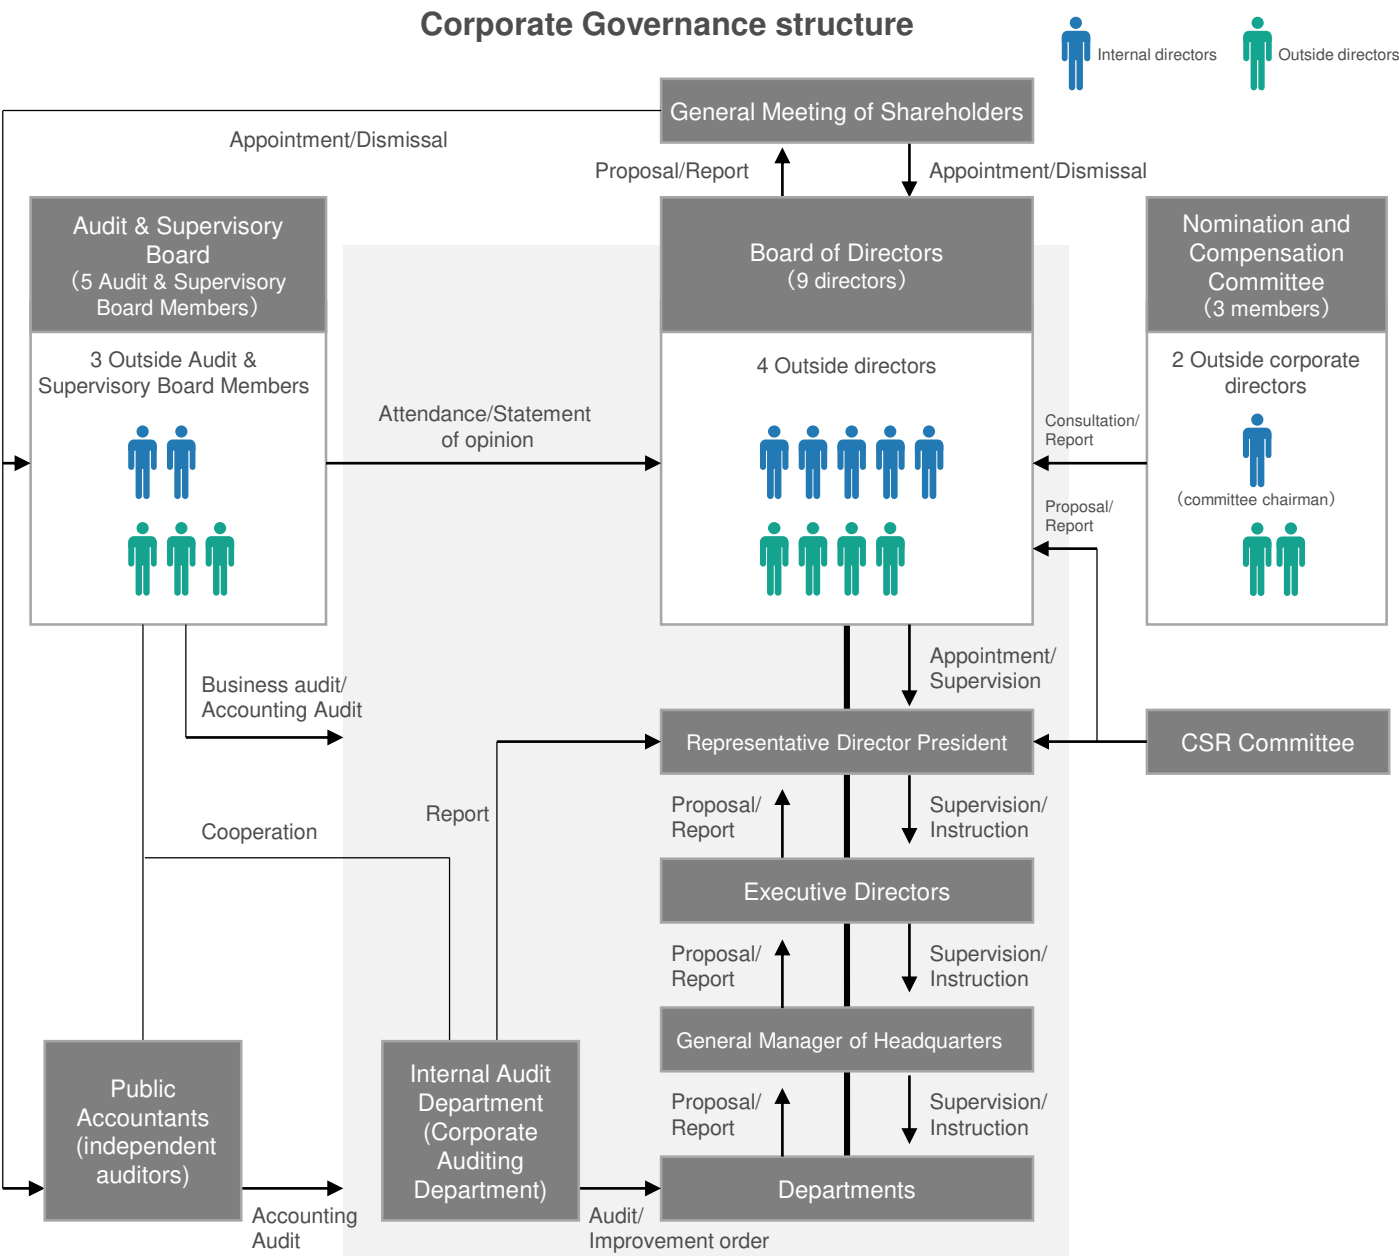 Corporate Governance structure
Internal directors
Outside directors
General Meeting of Shareholders
Appointment/Dismissal
Proposal/Report
Appointment/Dismissal
Audit & Supervisory
Board
（5 Audit & Supervisory
Board Members）
3 Outside Audit &
Supervisory Board Members
Board of Directors
（9 directors）
4 Outside directors
Nomination and
Compensation
Committee
（3 members）
2 Outside corporate
directors
（committee chairman）
Attendance/Statement
of opinion
Consultation/
Report
Proposal/
Report
Business audit/
Accounting Audit
Appointment/
Supervision
Representative Director President
CSR Committee
Cooperation
Report
Proposal/
Report
Supervision/
Instruction
Executive Directors
Proposal/
Report
Supervision/
Instruction
General Manager of Headquarters
Proposal/
Report
Supervision/
Instruction
Public
Accountants
(independent
auditors)
Internal Audit
Department
(Corporate
Auditing
Department)
Departments
Accounting
Audit
Audit/
Improvement order